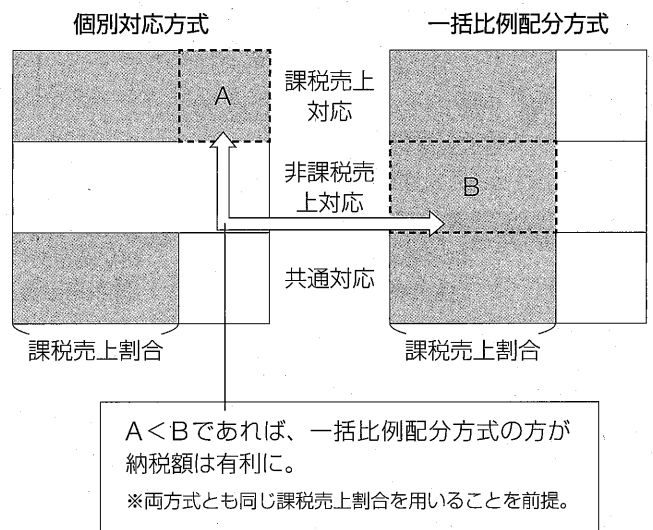 個別対応方式
一括比例配分方式
A
課税売上
対応
非課税売
上対応
B
共通対応
課税売上割合
課税売上割合
A＜Bであれば、一括比例配分方式の方が
納税額は有利に。
※両方式とも同じ課税売上割合を用いることを前提。